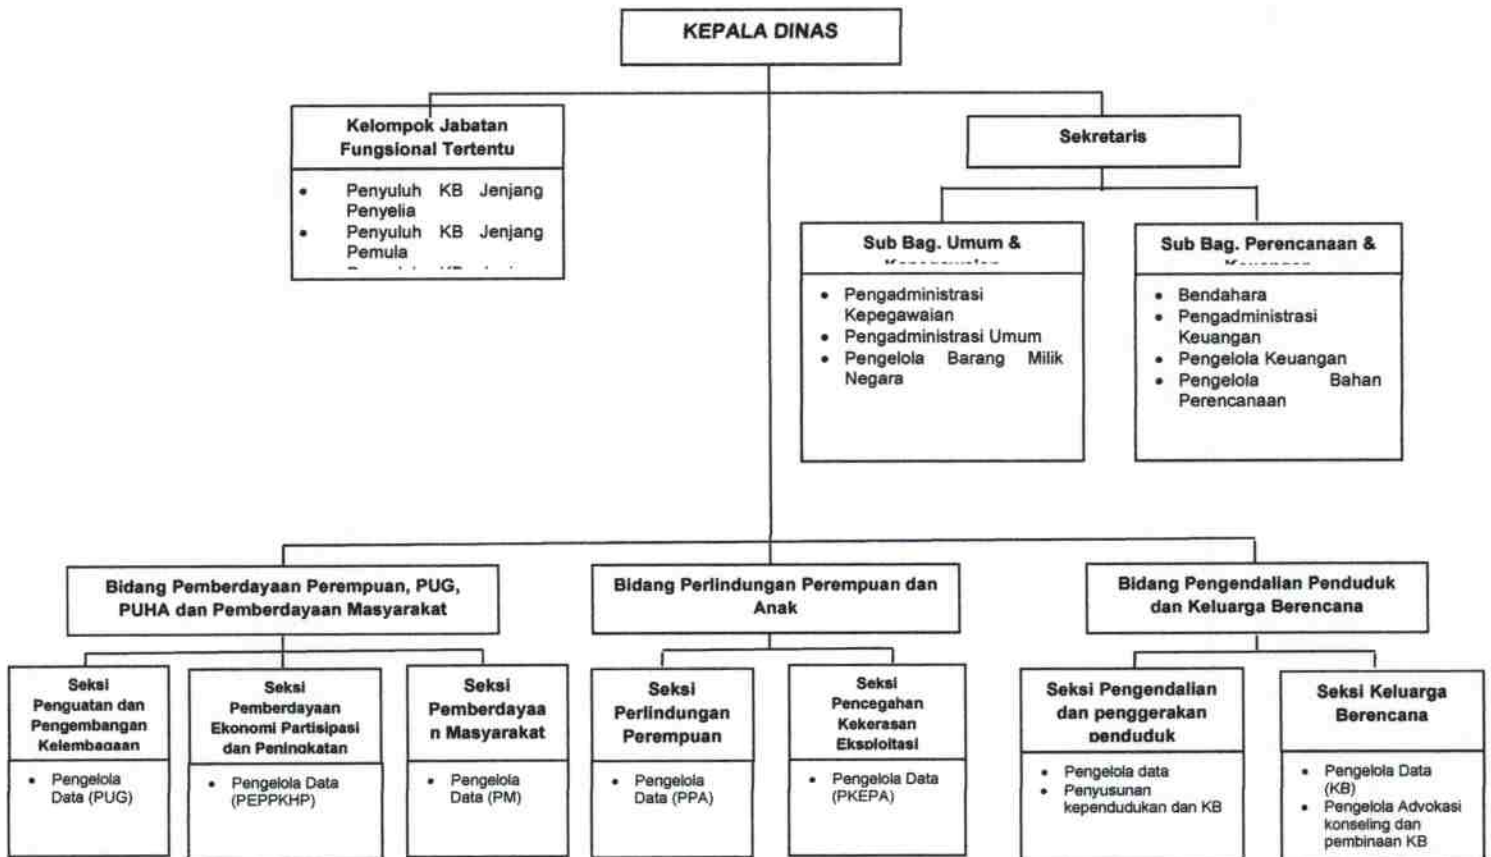 KEPALA DINAS
Kelompok Jabatan
Fungsional Tertentu
• Penyuluh KB Jenjang
Penyelia
• Penyuluh KB Jenjang
Pemula
Sekretaris
Sub Bag. Umum &
• Pengadministrasi
Kepegawaian
• Pengadministrasi Umum
• Pengelola Barang Milik
Negara
Sub Bag. Perencanaan &
• Bendahara
• Pengadministrasi
Keuangan
• Pengelola Keuangan
• Pengelola Bahan
Perencanaan
Bidang Pemberdayaan Perempuan, PUG,
PUHA dan Pemberdayaan Masyarakat
Seksi
Penguatan dan
Pengembangan
Kelembagaan
• Pengelola
Data (PUG)
Seksi
Pemberdayaan
Ekonomi Partisipasi
dan Peningkatan
• Pengelola Data
(PEPPKHP)
Seksi
Pemberdayaa
n Masyarakat
• Pengelola
Data (PM)
Bidang Perlindungan Perempuan dan
Anak
Seksi
Perlindungan
Perempuan
• Pengelola
Data (PPA)
Seksi
Pencegahan
Kekerasan
Eksploitasi
• Pengelola Data
(PKEPA)
Bidang Pengendalian Penduduk
dan Keluarga Berencana
Seksi Pengendalian
dan penggerakan
penduduk
• Pengelola data
• Penyusunan
kependudukan dan KB
Seksi Keluarga
Berencana
• Pengelola Data
(KB)
• Pengelola Advokasi
konseling dan
pembinaan KB